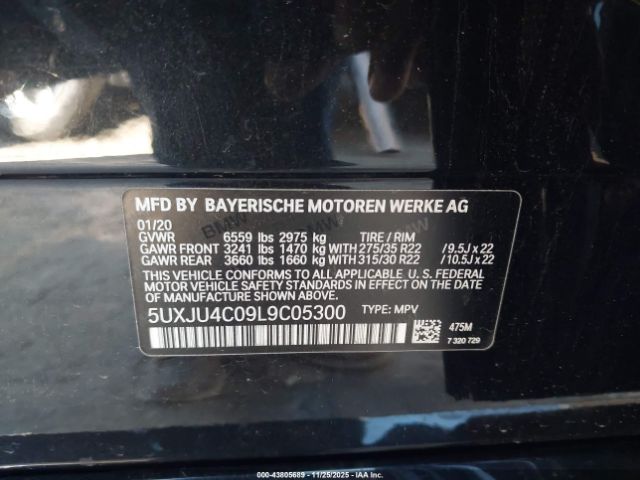 MFD BY BAYERISCHE MOTOREN WERKE AG
01/20
GVWR 6559 lbs 2975 kg TIRE / RIM
GAWR FRONT 3241 lbs 1470 kg WITH 275/35 R22 / 9.5J x 22
GAWR REAR 3660 lbs 1660 kg WITH 315/30 R22 / 10.5J x 22
THIS VEHICLE CONFORMS TO ALL APPLICABLE U. S. FEDERAL
MOTOR VEHICLE SAFETY STANDARDS IN EFFECT ON THE DATE
OF MANUFACTURE SHOWN ABOVE.
5UXJU4C09L9C05300 TYPE: MPV
475M
7 320 729
© IAA - 43805689 - 11/25/2025 - PUBLIC